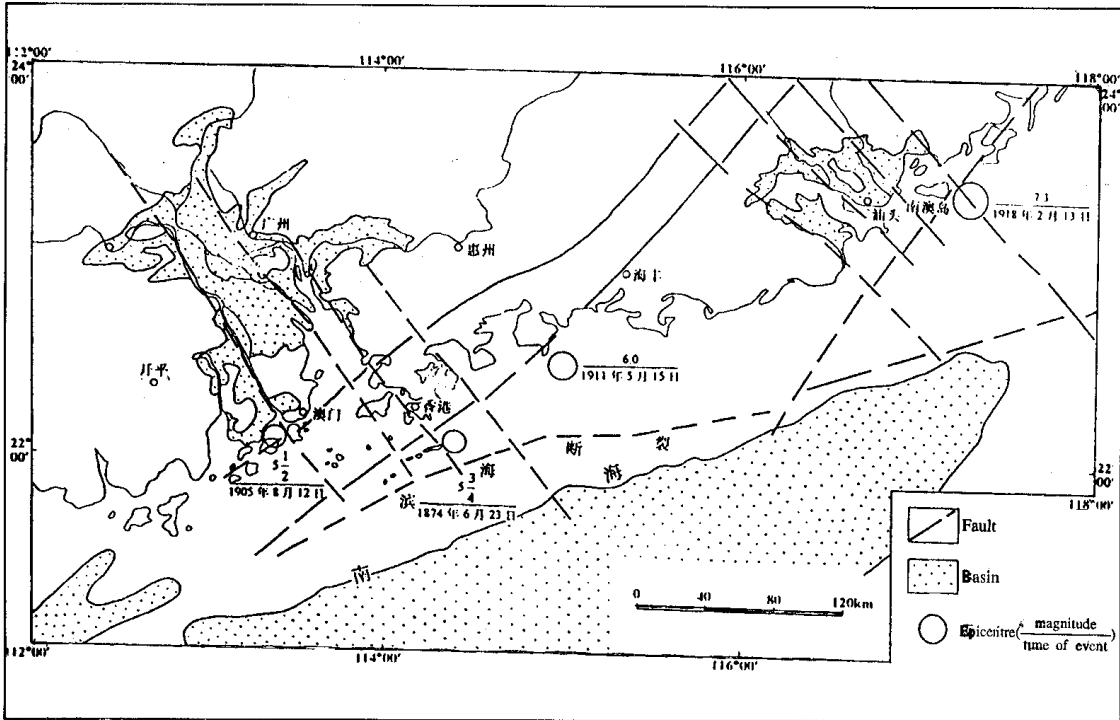 112°00′
114°00′
116°00′
118°00′
24°
00′
24°
00′
广州
惠州
汕头
南澳岛
7.3
1918 年 2 月 13 日
海丰
开平
6.0
1911 年 5 月 15 日
澳门
香港
22°
00′
5 1/2
1905 年 8 月 12 日
滨 海 断 裂
5 3/4
1874 年 6 月 23 日
南 海
22°
00′
118°00′
Fault
Basin
Epicentre( magnitude
time of event )
0 40 80 120km
112°00′
114°00′
116°00′